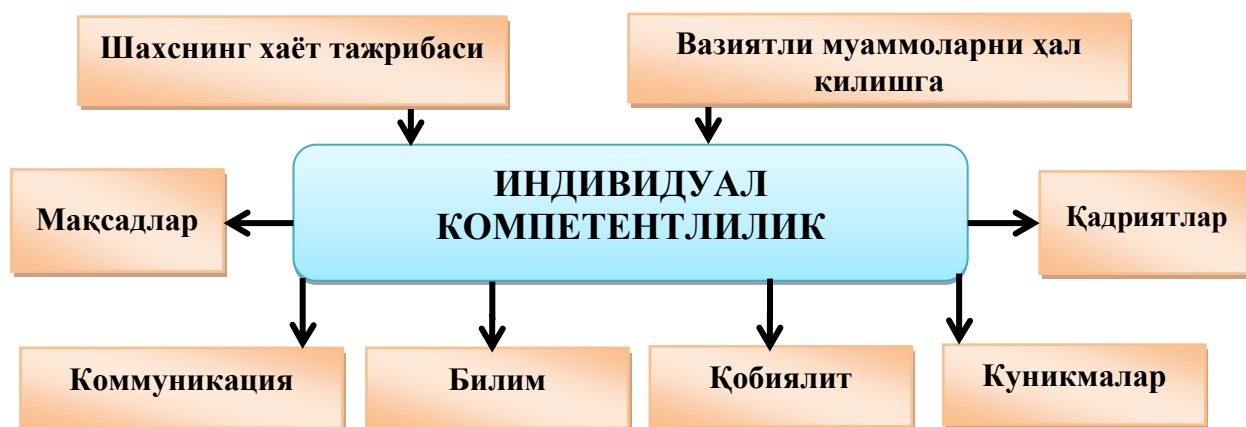 Шахснинг хаёт тажрибаси
Вазиятли муаммоларни ҳал
қилишга
ИНДИВИДУАЛ
КОМПЕТЕНТЛИЛИК
Мақсадлар
Қадриятлар
Коммуникация
Билим
Қобиялит
Куникмалар